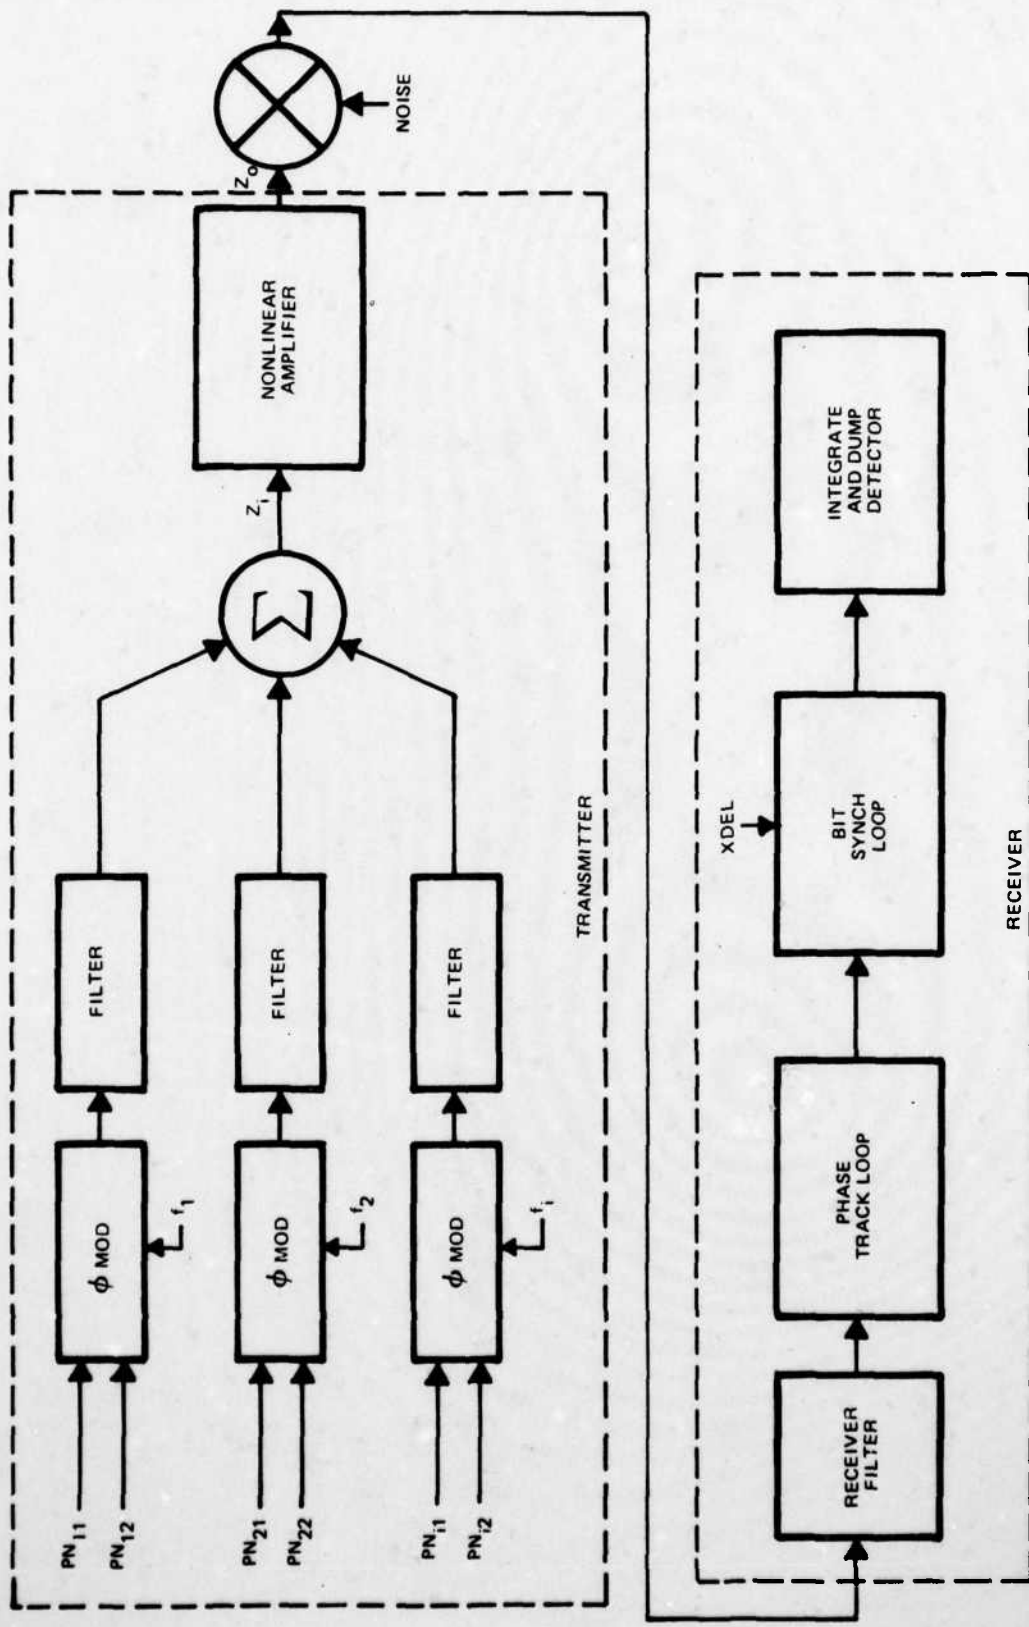 PN11
PN12
ϕ MOD
f1
FILTER
PN21
PN22
ϕ MOD
f2
FILTER
PNi1
PNi2
ϕ MOD
fi
FILTER
Σ
Zi
NONLINEAR
AMPLIFIER
Zo
NOISE
TRANSMITTER
RECEIVER
FILTER
PHASE
TRACK LOOP
XDEL
BIT
SYNCH
LOOP
INTEGRATE
AND DUMP
DETECTOR
RECEIVER